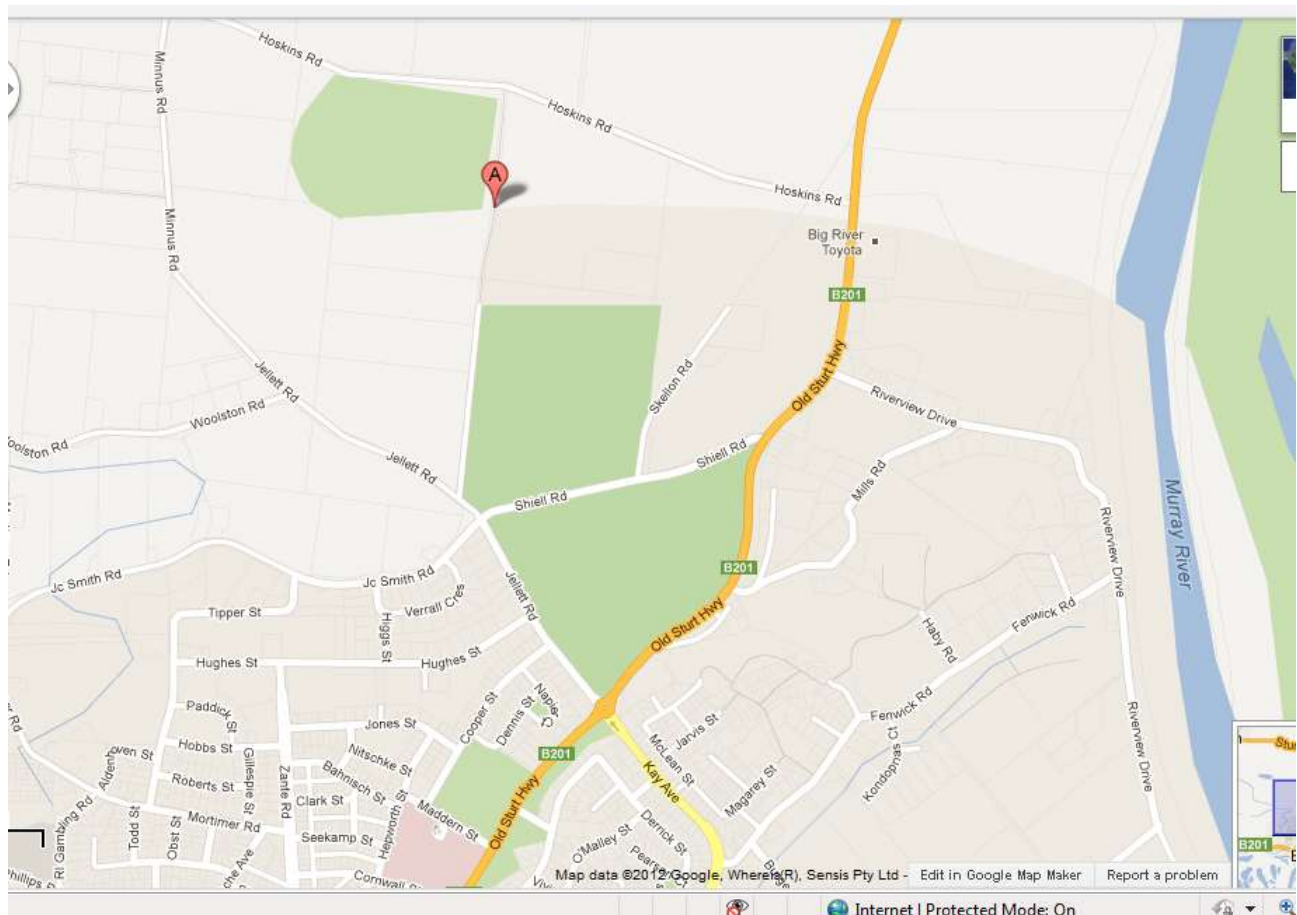 Hoskins Rd
Minnus Rd
Hoskins Rd
A
Hoskins Rd
Minnus Rd
Big River
Toyota
B201
Old Sturt Hwy
Jellett Rd
Skellon Rd
Riverview Drive
Woolston Rd
Woolston Rd
Jellett Rd
Shiell Rd
Mills Rd
Shiell Rd
Murray River
Riverview Drive
B201
Jc Smith Rd
Jc Smith Rd
Jellett Rd
Verrall Cres
Tipper St
Higgs St
Old Sturt Hwy
Fenwick Rd
Haby Rd
Hughes St
Hughes St
Napier Ct
Cooper St
Dennis St
Paddick St
Jones St
Jarvis St
Fenwick Rd
Kondoprias Ct
Riverview Drive
Hobbs St
Nitschke St
B201
McLean St
Gillespie St
Roberts St
Bahnisch St
Zante Rd
Kay Ave
Magarey St
Clark St
Hepworth St
Maddern St
Old Sturt Hwy
Ri Gambling Rd
Todd St
Obst St
Mortimer Rd
Seekamp St
Derrick St
O'Malley St
B201
Map data ©2012 Google, Whereis(R), Sensis Pty Ltd -
Edit in Google Map Maker
Report a problem
Internet | Protected Mode: On